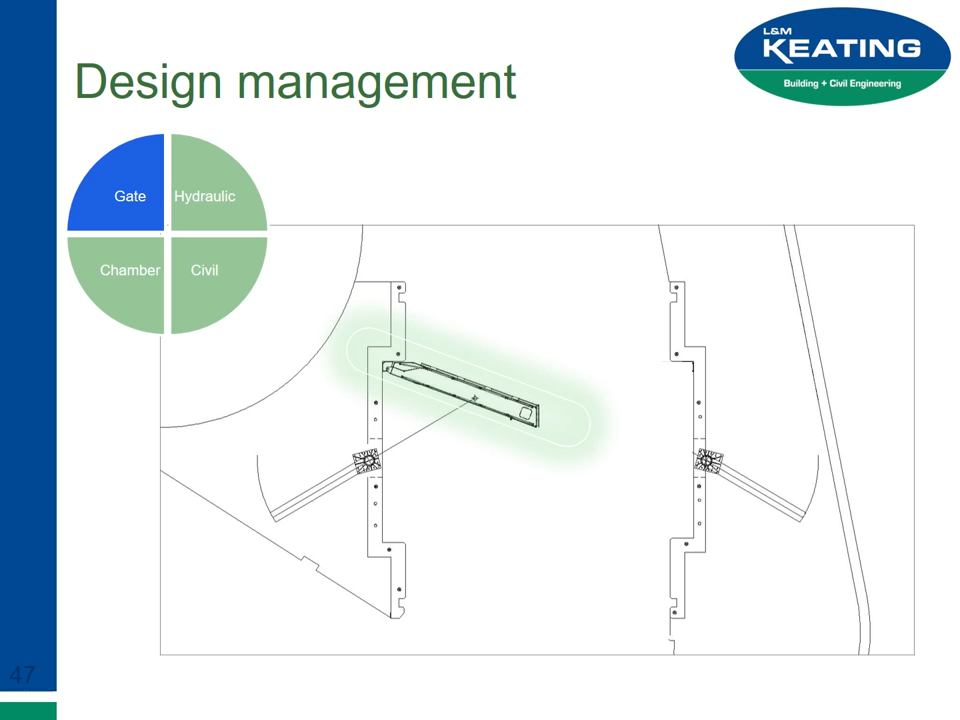 L&M
KEATING
Building + Civil Engineering
Design management
Gate
Hydraulic
Chamber
Civil
47